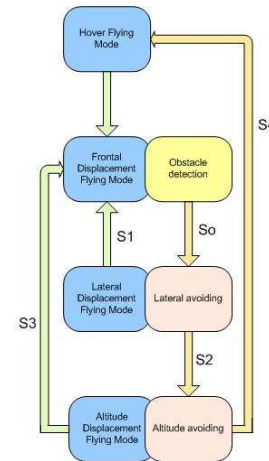 Hover Flying
Mode
S4
Frontal
Displacement
Flying Mode
Obstacle
detection
S1
So
S3
Lateral
Displacement
Flying Mode
Lateral avoiding
S2
Altitude
Displacement
Flying Mode
Altitude avoiding